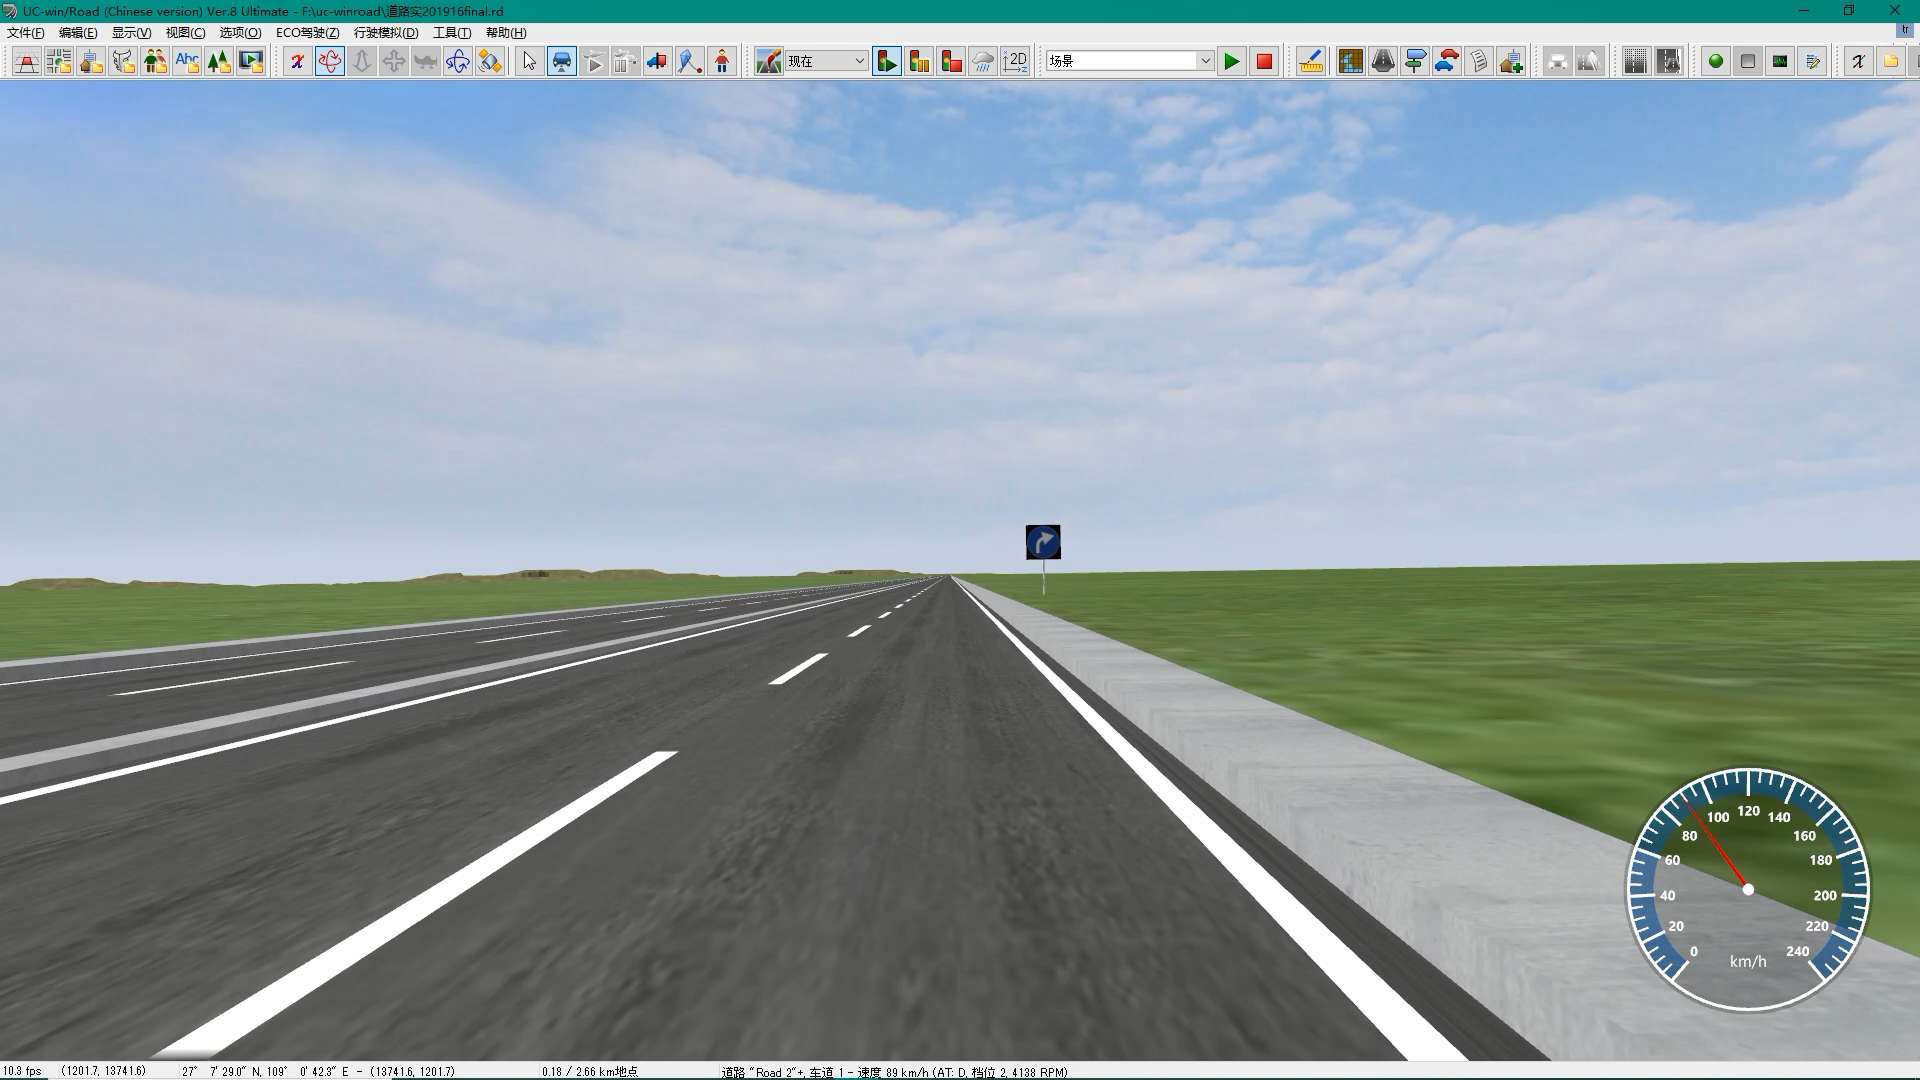 UC-win/Road (Chinese version) Ver.8 Ultimate - F:\uc-winroad\道路实201916final.rd
文件(F) 编辑(E) 显示(V) 视图(C) 选项(O) ECO驾驶(Z) 行驶模拟(D) 工具(T) 帮助(H)
Abc x 现在 2D 场景 x
120
100 140
80 160
60 180
40 200
20 220
0 240
km/h
10.3 fps (1201.7, 13741.6) 27° 7' 29.0" N, 109° 0' 42.3" E - (13741.6, 1201.7) 0.18 / 2.66 km地点 道路 "Road 2"+, 车道 1 - 速度 89 km/h (AT: D, 档位 2, 4138 RPM)